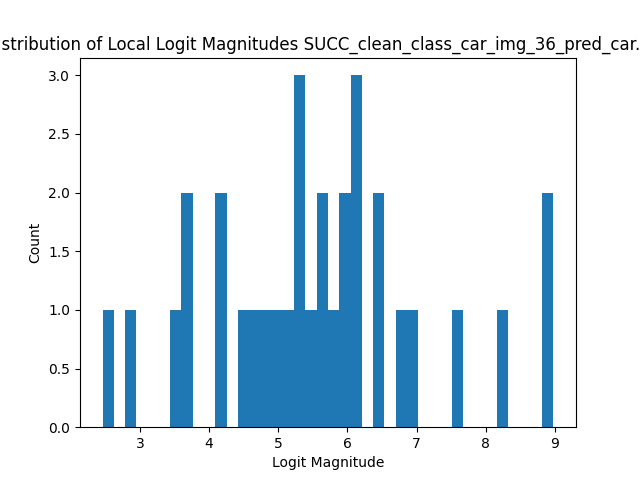 stribution of Local Logit Magnitudes SUCC_clean_class_car_img_36_pred_car.
3.0
2.5
2.0
1.5
1.0
0.5
0.0
Count
3 4 5 6 7 8 9
Logit Magnitude